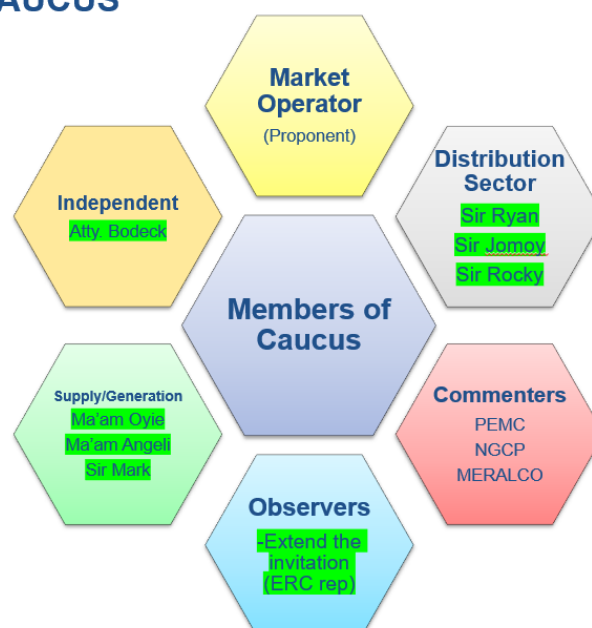 AUCUS
Market
Operator
(Proponent)
Independent
Atty. Bodeck
Distribution
Sector
Sir Ryan
Sir Jomoy
Sir Rocky
Members of
Caucus
Supply/Generation
Ma'am Oyie
Ma'am Angeli
Sir Mark
Commenters
PEMC
NGCP
MERALCO
Observers
-Extend the
invitation
(ERC rep)